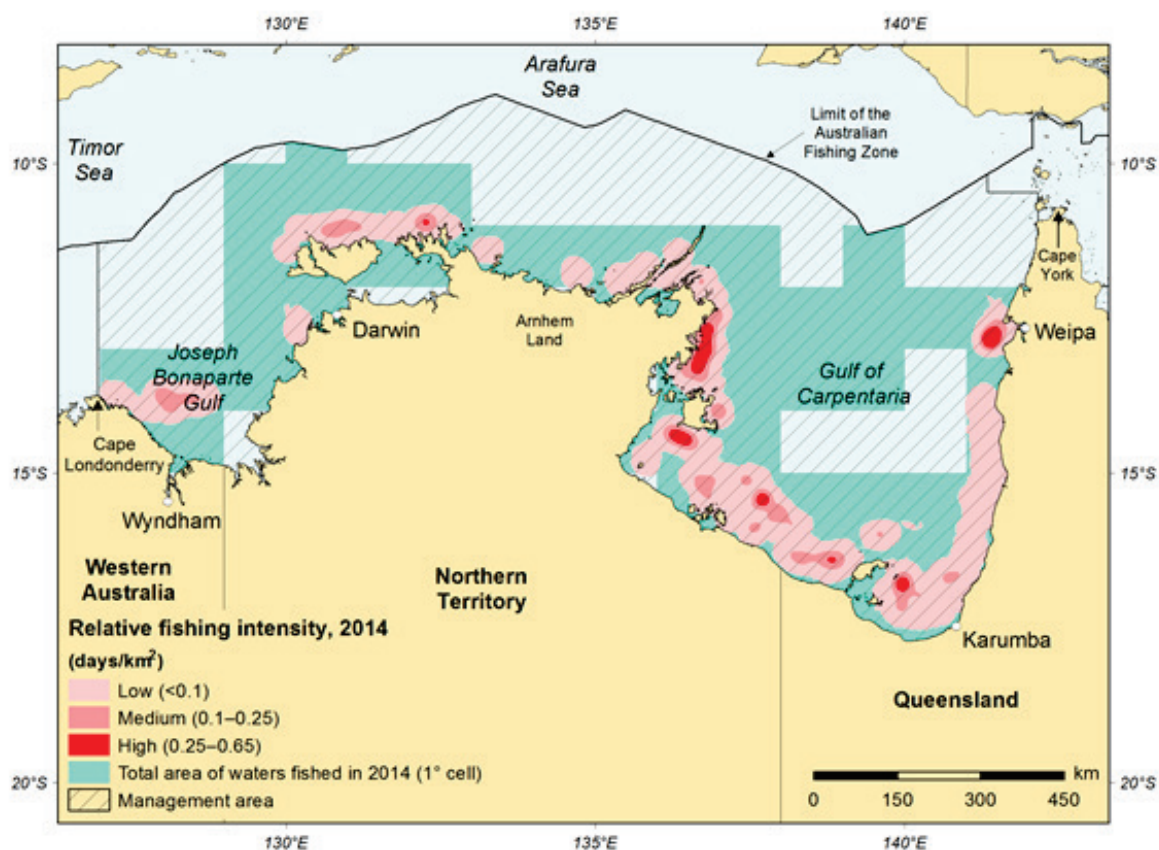 130°E 135°E 140°E
Arafura
Sea
Timor
Sea
Limit of the
Australian
Fishing Zone
10°S 10°S
Cape
York
Darwin
Arnhem
Land
Weipa
Joseph
Bonaparte
Gulf
Gulf of
Carpentaria
Cape
Londonderry
15°S 15°S
Wyndham
Western
Australia
Northern
Territory
Karumba
Queensland
Relative fishing intensity, 2014
(days/km²)
Low (<0.1)
Medium (0.1–0.25)
High (0.25–0.65)
Total area of waters fished in 2014 (1° cell)
Management area
km
0 150 300 450
20°S 20°S
130°E 135°E 140°E